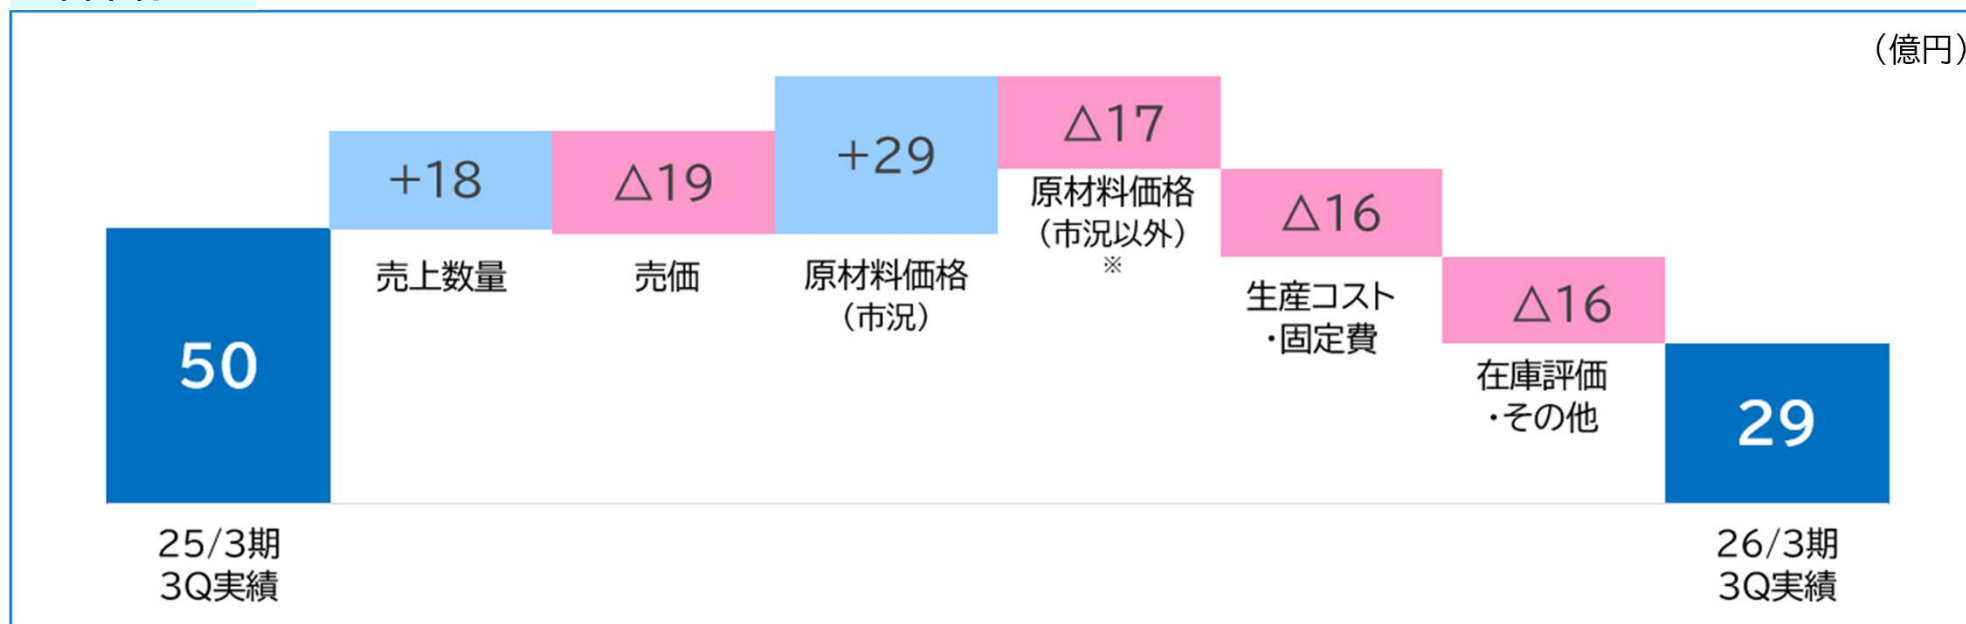 (億円)
50
+18
△19
+29
△17
△16
△16
29
売上数量
売価
原材料価格
(市況)
原材料価格
(市況以外)
※
生産コスト
・固定費
在庫評価
・その他
25/3期
3Q実績
26/3期
3Q実績